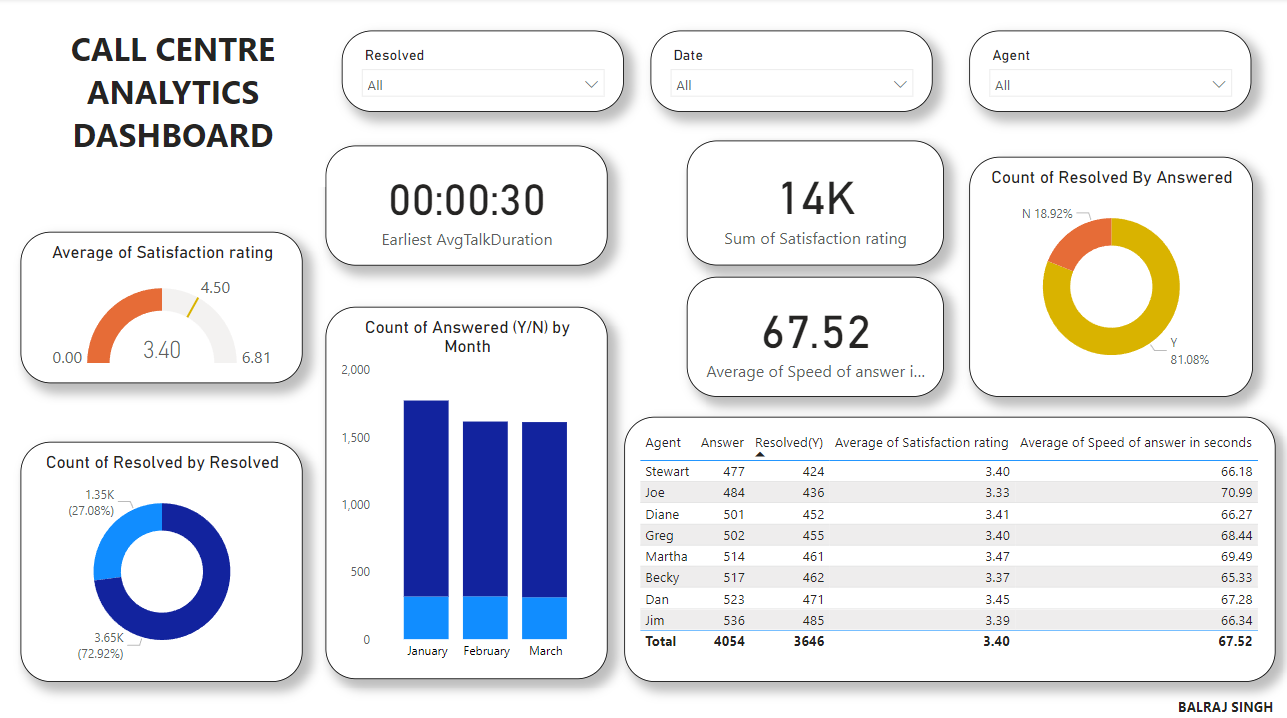 CALL CENTRE
ANALYTICS
DASHBOARD
Resolved
All
Date
All
Agent
All
00:00:30
Earliest AvgTalkDuration
14K
Sum of Satisfaction rating
67.52
Average of Speed of answer i...
Count of Resolved By Answered
N 18.92%
Y
81.08%
Average of Satisfaction rating
4.50
0.00
3.40
6.81
Count of Answered (Y/N) by
Month
2,000
1,500
1,000
500
0
January February March
Count of Resolved by Resolved
1.35K
(27.08%)
3.65K
(72.92%)
Agent Answer Resolved(Y) Average of Satisfaction rating Average of Speed of answer in seconds
Stewart 477 424 3.40 66.18
Joe 484 436 3.33 70.99
Diane 501 452 3.41 66.27
Greg 502 455 3.40 68.44
Martha 514 461 3.47 69.49
Becky 517 462 3.37 65.33
Dan 523 471 3.45 67.28
Jim 536 485 3.39 66.34
Total 4054 3646 3.40 67.52
BALRAJ SINGH